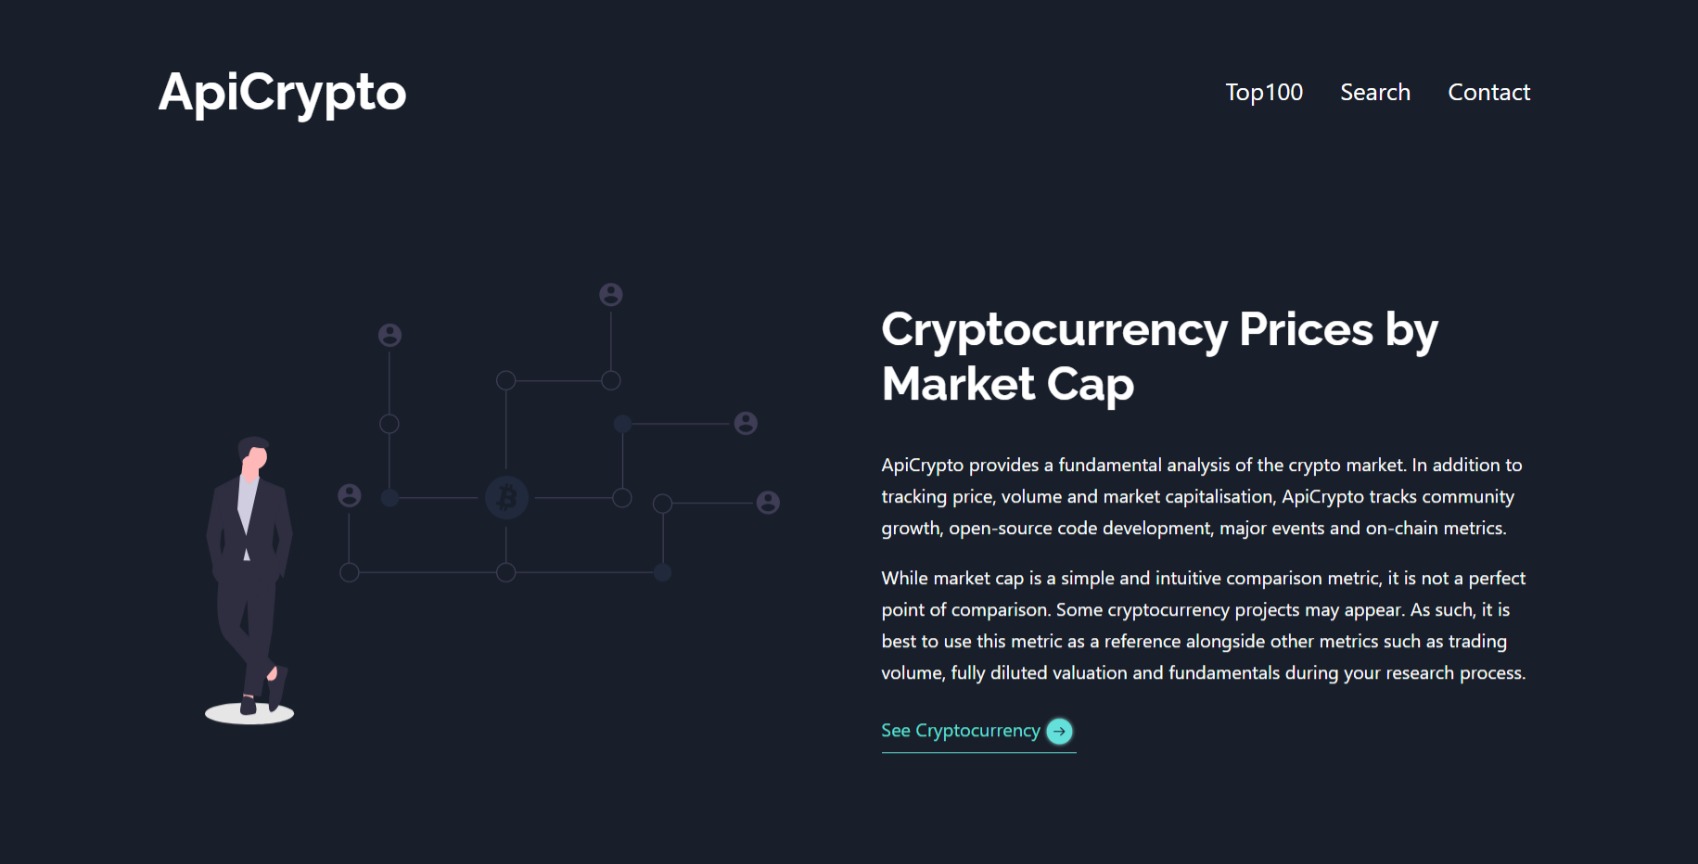 ApiCrypto
Top100 Search Contact
Cryptocurrency Prices by
Market Cap
ApiCrypto provides a fundamental analysis of the crypto market. In addition to
tracking price, volume and market capitalisation, ApiCrypto tracks community
growth, open-source code development, major events and on-chain metrics.
While market cap is a simple and intuitive comparison metric, it is not a perfect
point of comparison. Some cryptocurrency projects may appear. As such, it is
best to use this metric as a reference alongside other metrics such as trading
volume, fully diluted valuation and fundamentals during your research process.
See Cryptocurrency